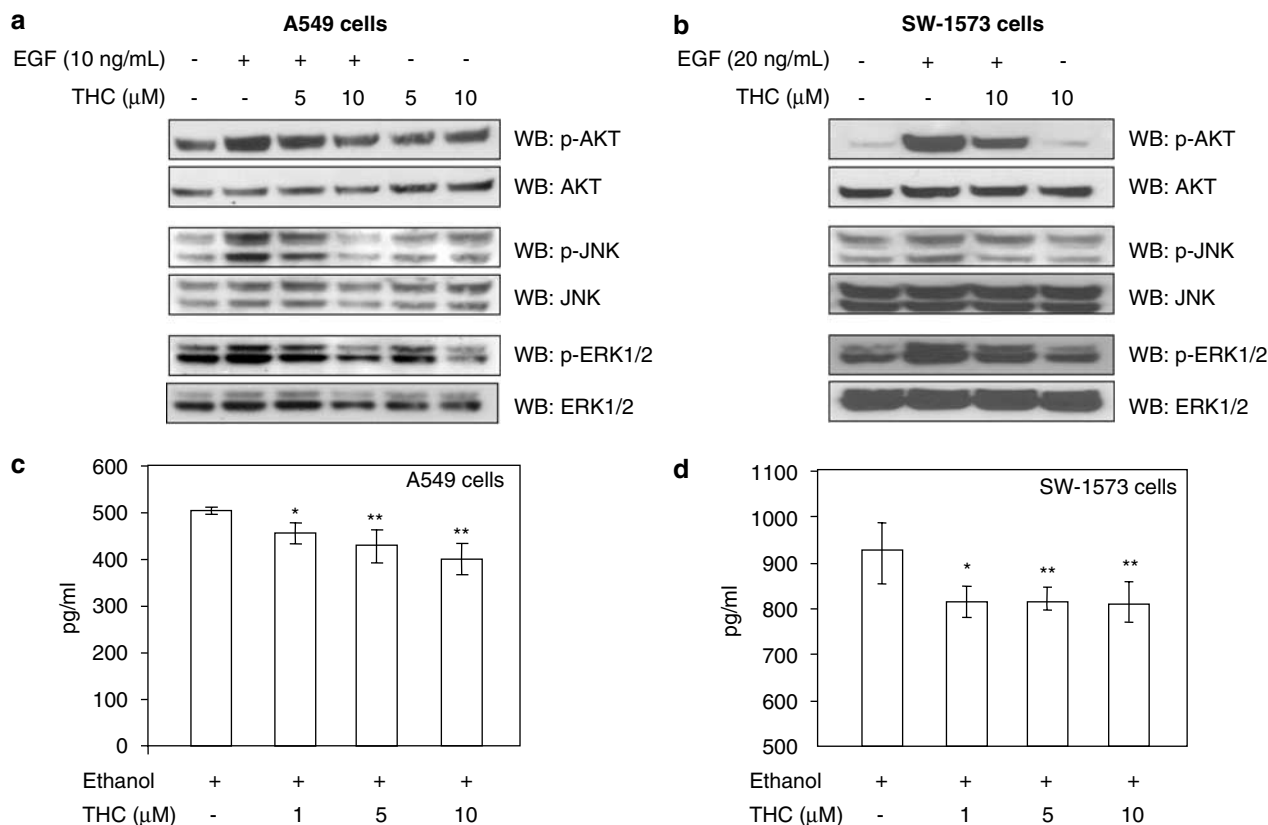 a
A549 cells
EGF (10 ng/mL) - + + + - -
THC (μM) - - 5 10 5 10
WB: p-AKT
WB: AKT
WB: p-JNK
WB: JNK
WB: p-ERK1/2
WB: ERK1/2
b
SW-1573 cells
EGF (20 ng/mL) - + + -
THC (μM) - - 10 10
WB: p-AKT
WB: AKT
WB: p-JNK
WB: JNK
WB: p-ERK1/2
WB: ERK1/2
c
A549 cells
pg/ml
600
500
400
300
200
100
0
* ** **
Ethanol + + + +
THC (μM) - 1 5 10
d
SW-1573 cells
pg/ml
1100
1000
900
800
700
600
500
* ** **
Ethanol + + + +
THC (μM) - 1 5 10